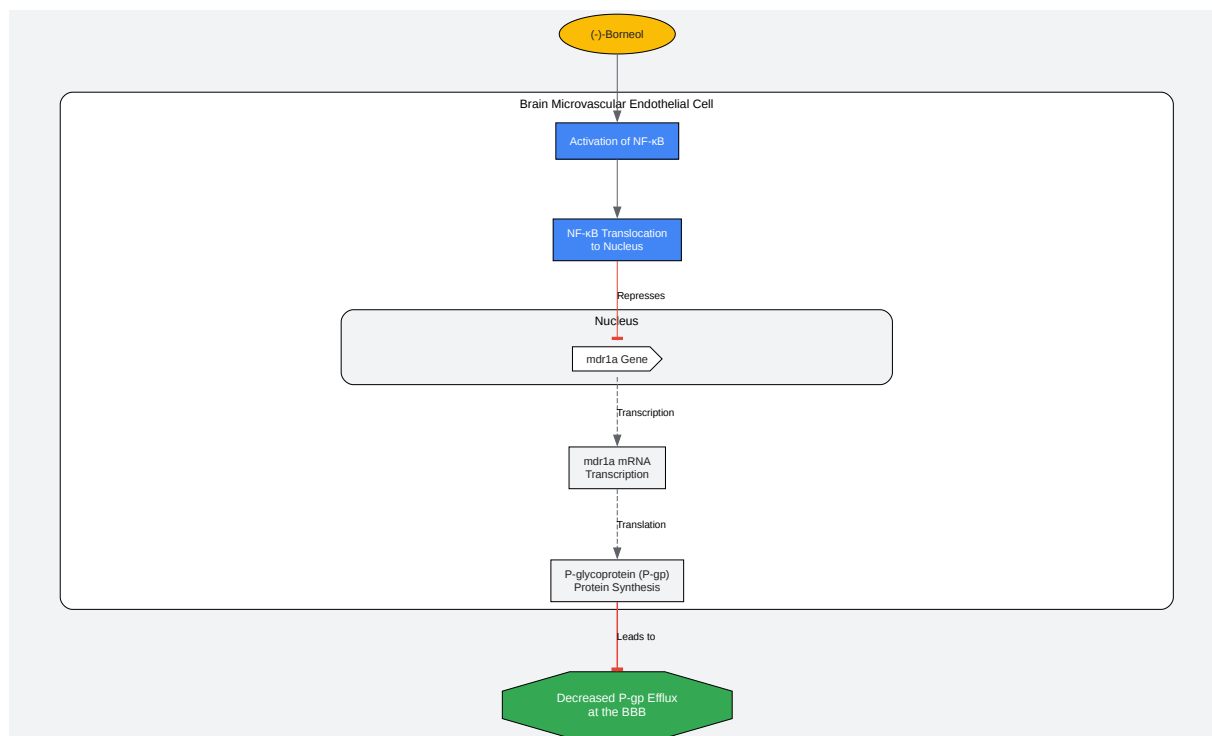 (-)-Borneol
Brain Microvascular Endothelial Cell
Activation of NF-κB
NF-κB Translocation
to Nucleus
Represses
Nucleus
mdr1a Gene
Transcription
mdr1a mRNA
Transcription
Translation
P-glycoprotein (P-gp)
Protein Synthesis
Leads to
Decreased P-gp Efflux
at the BBB